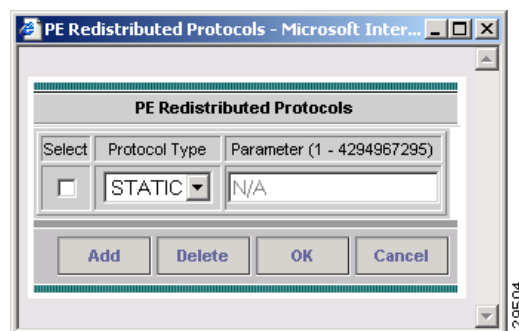 PE Redistributed Protocols - Microsoft Inter...
PE Redistributed Protocols
Select Protocol Type Parameter (1 - 4294967295)
STATIC N/A
Add Delete OK Cancel